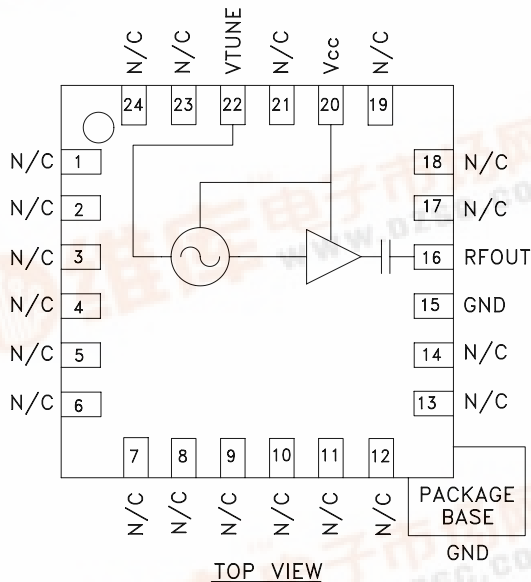 N/C
N/C
VTUNE
N/C
Vcc
N/C
24
23
22
21
20
19
N/C 1
N/C 2
N/C 3
N/C 4
N/C 5
N/C 6
18 N/C
17 N/C
16 RFOUT
15 GND
14 N/C
13 N/C
7
8
9
10
11
12
N/C
N/C
N/C
N/C
N/C
N/C
PACKAGE
BASE
GND
TOP VIEW